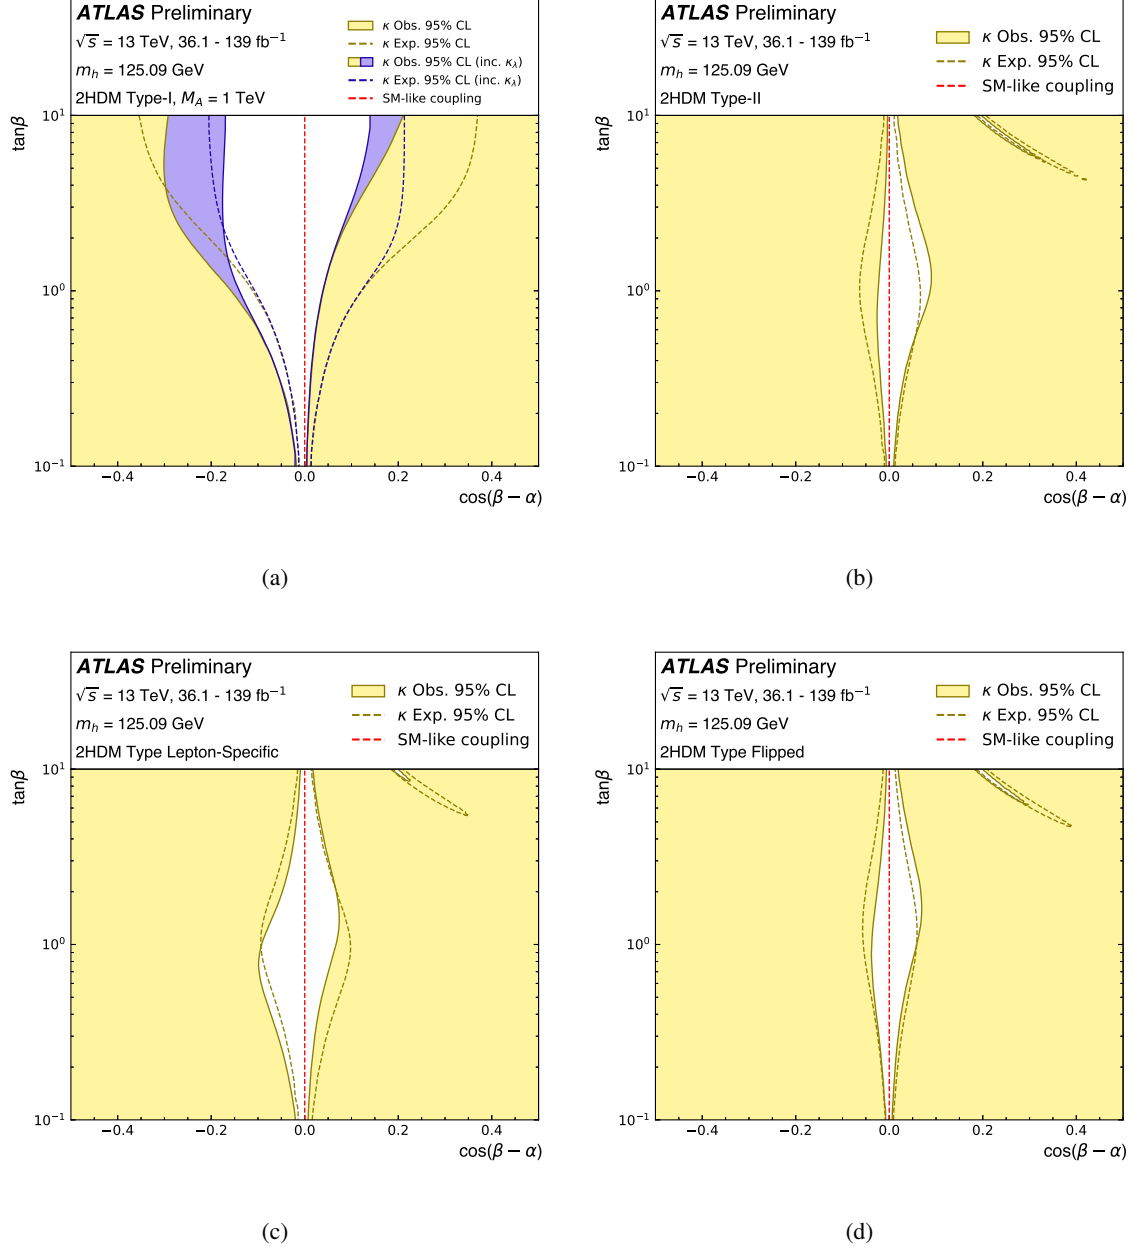 ATLAS Preliminary
√s = 13 TeV, 36.1 - 139 fb⁻¹
m_h = 125.09 GeV
2HDM Type-I, M_A = 1 TeV
κ Obs. 95% CL
κ Exp. 95% CL
κ Obs. 95% CL (inc. κ_λ)
κ Exp. 95% CL (inc. κ_λ)
SM-like coupling
tanβ
10¹
10⁰
10⁻¹
−0.4 −0.2 0.0 0.2 0.4
cos(β − α)
(a)
ATLAS Preliminary
√s = 13 TeV, 36.1 - 139 fb⁻¹
m_h = 125.09 GeV
2HDM Type-II
κ Obs. 95% CL
κ Exp. 95% CL
SM-like coupling
tanβ
10¹
10⁰
10⁻¹
−0.4 −0.2 0.0 0.2 0.4
cos(β − α)
(b)
ATLAS Preliminary
√s = 13 TeV, 36.1 - 139 fb⁻¹
m_h = 125.09 GeV
2HDM Type Lepton-Specific
κ Obs. 95% CL
κ Exp. 95% CL
SM-like coupling
tanβ
10¹
10⁰
10⁻¹
−0.4 −0.2 0.0 0.2 0.4
cos(β − α)
(c)
ATLAS Preliminary
√s = 13 TeV, 36.1 - 139 fb⁻¹
m_h = 125.09 GeV
2HDM Type Flipped
κ Obs. 95% CL
κ Exp. 95% CL
SM-like coupling
tanβ
10¹
10⁰
10⁻¹
−0.4 −0.2 0.0 0.2 0.4
cos(β − α)
(d)